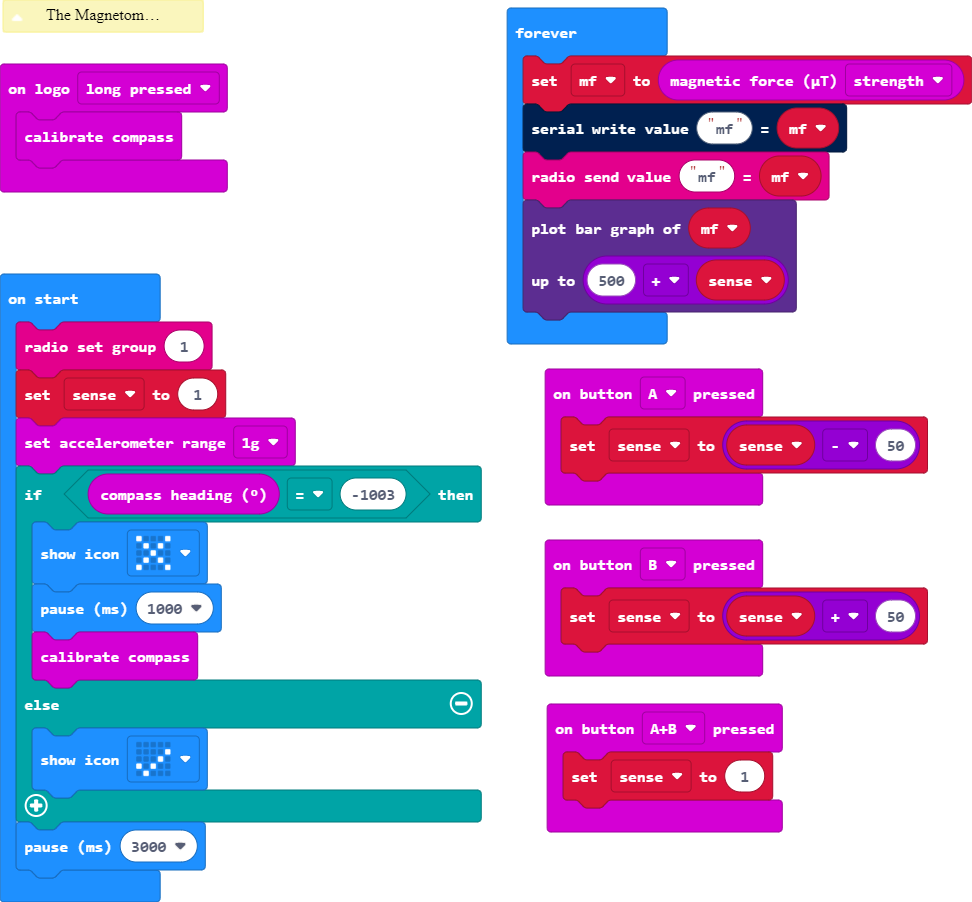 The Magnetom…
on logo long pressed
calibrate compass
on start
radio set group 1
set sense to 1
set accelerometer range 1g
if compass heading (º) = -1003 then
show icon
pause (ms) 1000
calibrate compass
else
show icon
pause (ms) 3000
forever
set mf to magnetic force (µT) strength
serial write value "mf" = mf
radio send value "mf" = mf
plot bar graph of mf
up to 500 + sense
on button A pressed
set sense to sense - 50
on button B pressed
set sense to sense + 50
on button A+B pressed
set sense to 1